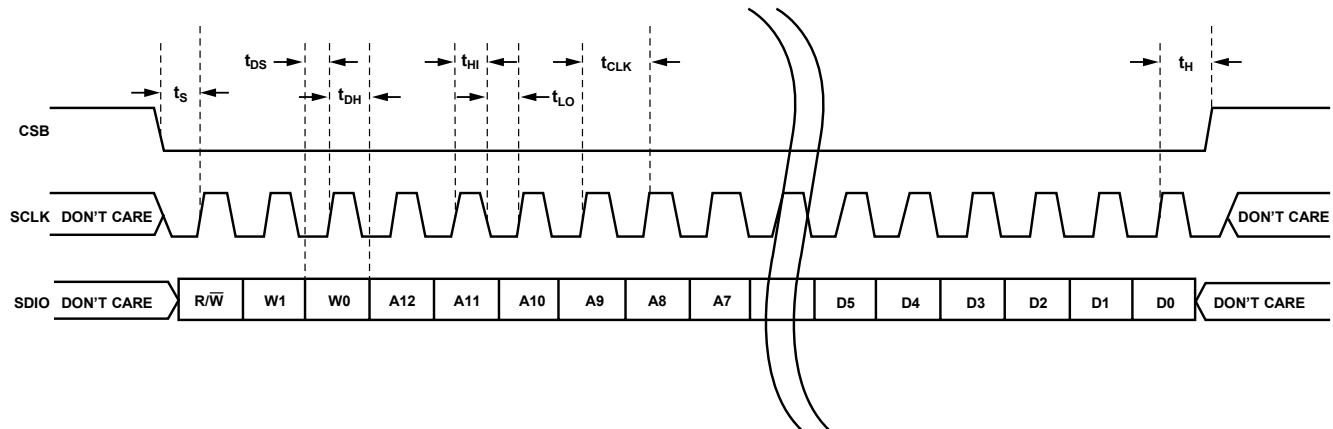 tDS
tHI
tCLK
tH
tS
tDH
tLO
CSB
SCLK DON'T CARE
DON'T CARE
SDIO DON'T CARE R/W̅ W1 W0 A12 A11 A10 A9 A8 A7 D5 D4 D3 D2 D1 D0 DON'T CARE